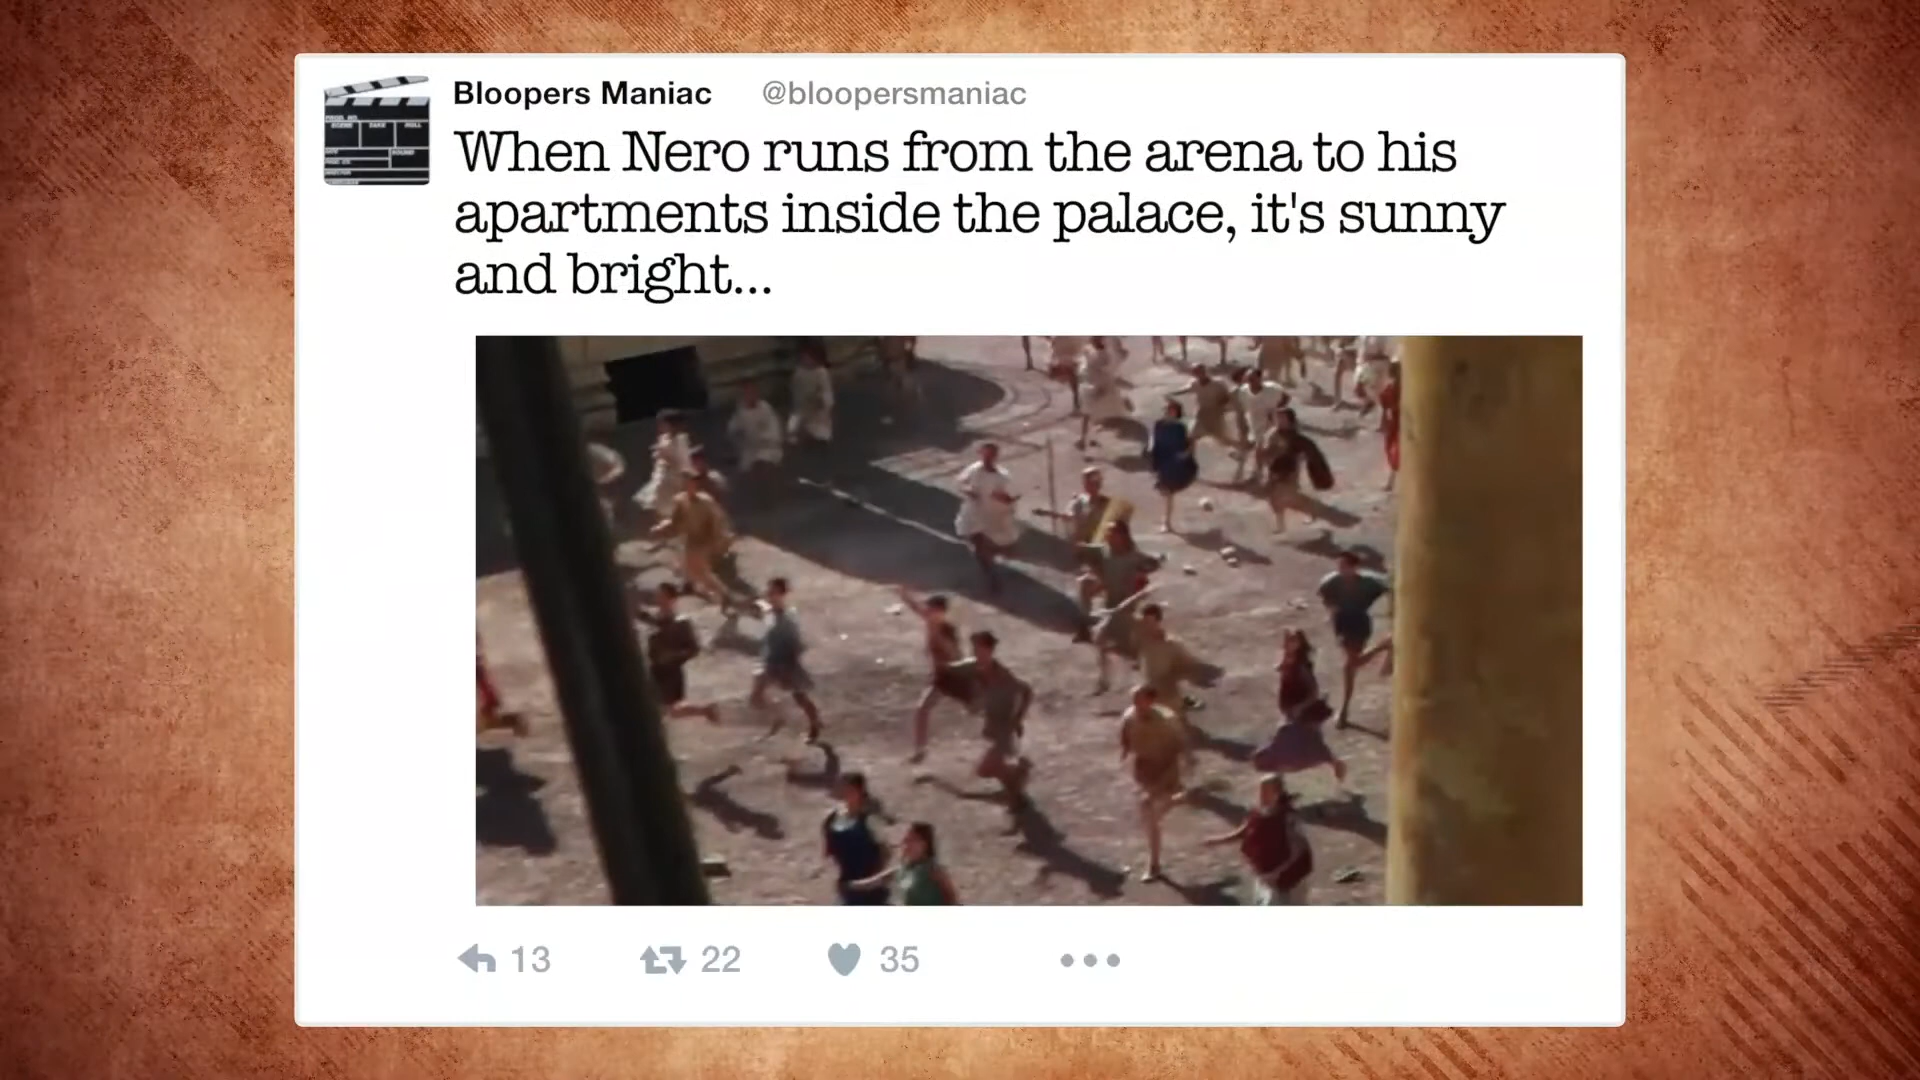 Bloopers Maniac @bloopersmaniac
When Nero runs from the arena to his
apartments inside the palace, it's sunny
and bright...
13 22 35